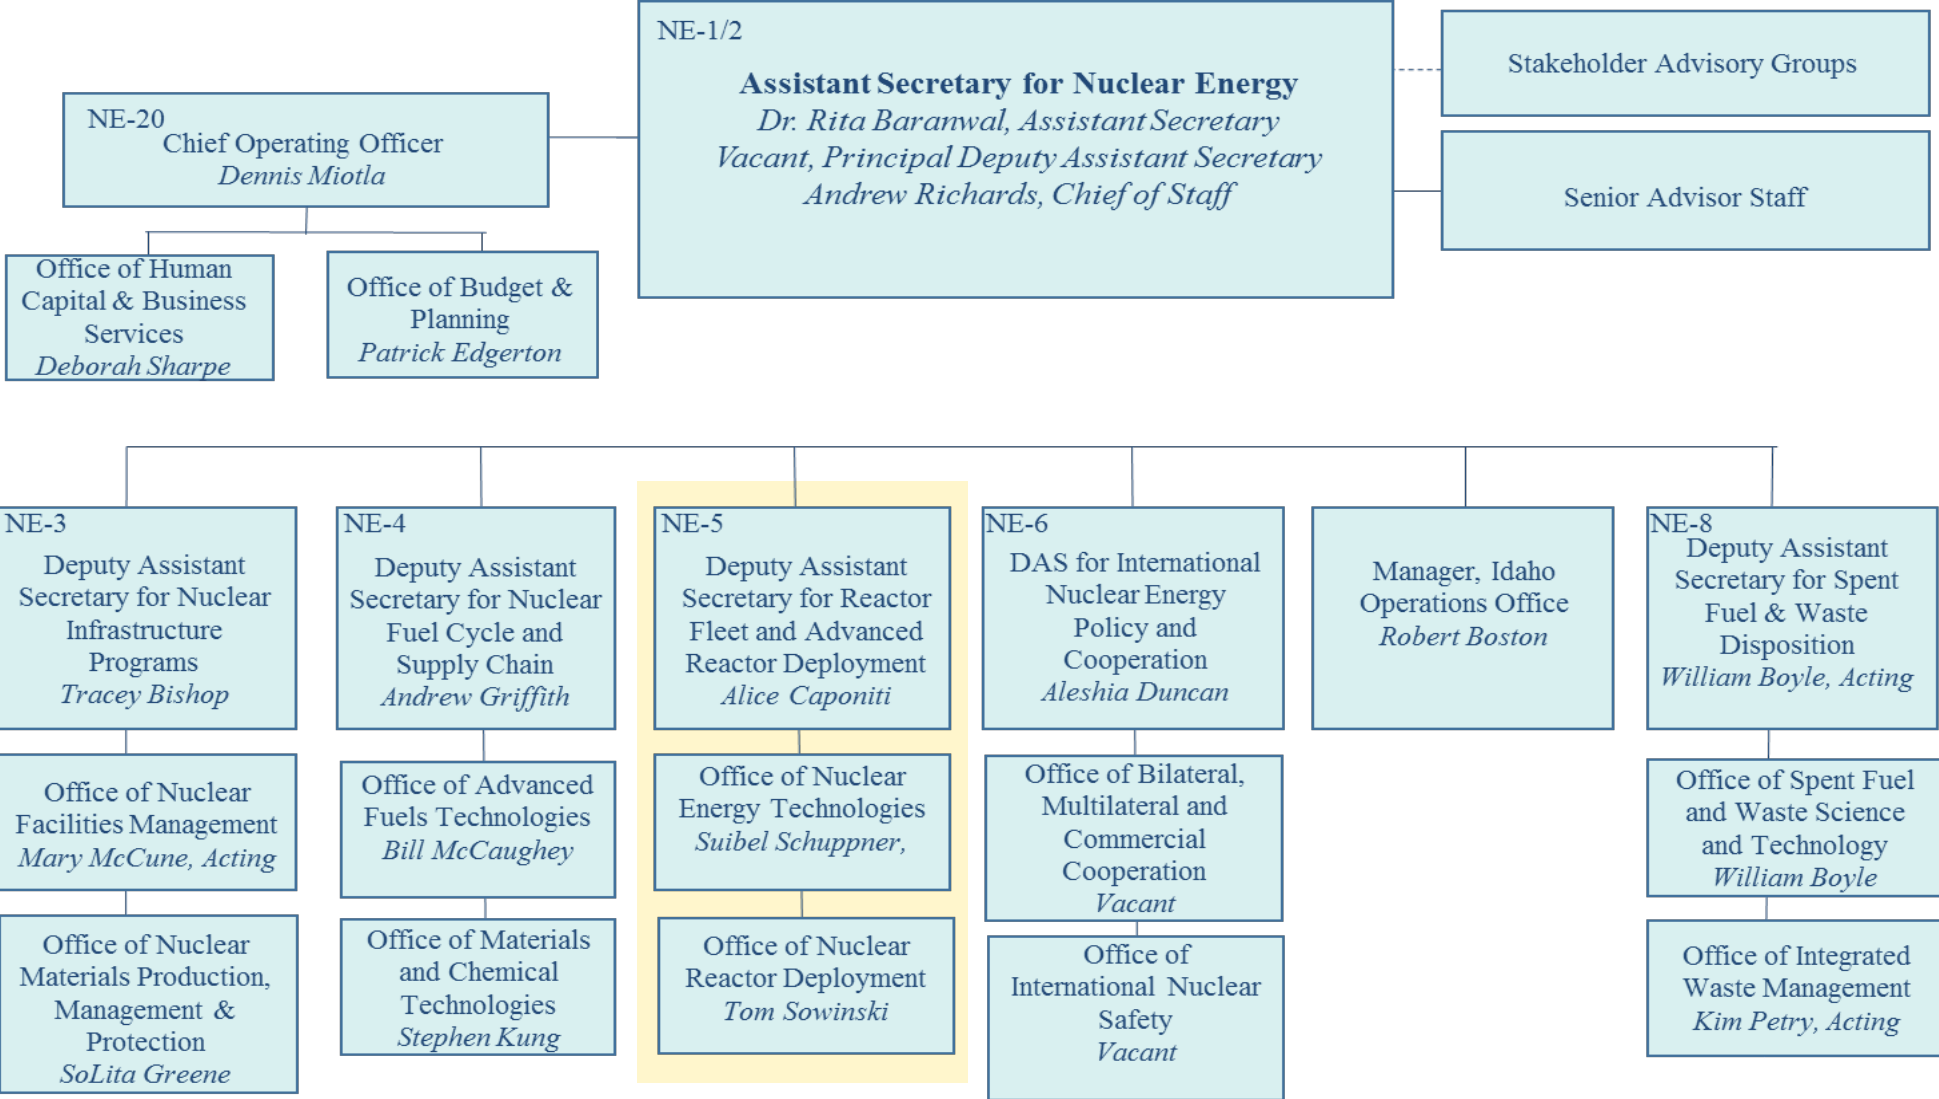 NE-1/2
Assistant Secretary for Nuclear Energy
Dr. Rita Baranwal, Assistant Secretary
Vacant, Principal Deputy Assistant Secretary
Andrew Richards, Chief of Staff
Stakeholder Advisory Groups
Senior Advisor Staff
NE-20
Chief Operating Officer
Dennis Miotla
Office of Human
Capital & Business
Services
Deborah Sharpe
Office of Budget &
Planning
Patrick Edgerton
NE-3
Deputy Assistant
Secretary for Nuclear
Infrastructure
Programs
Tracey Bishop
Office of Nuclear
Facilities Management
Mary McCune, Acting
Office of Nuclear
Materials Production,
Management &
Protection
SoLita Greene
NE-4
Deputy Assistant
Secretary for Nuclear
Fuel Cycle and
Supply Chain
Andrew Griffith
Office of Advanced
Fuels Technologies
Bill McCaughey
Office of Materials
and Chemical
Technologies
Stephen Kung
NE-5
Deputy Assistant
Secretary for Reactor
Fleet and Advanced
Reactor Deployment
Alice Caponiti
Office of Nuclear
Energy Technologies
Suibel Schuppner,
Office of Nuclear
Reactor Deployment
Tom Sowinski
NE-6
DAS for International
Nuclear Energy
Policy and
Cooperation
Aleshia Duncan
Office of Bilateral,
Multilateral and
Commercial
Cooperation
Vacant
Office of
International Nuclear
Safety
Vacant
Manager, Idaho
Operations Office
Robert Boston
NE-8
Deputy Assistant
Secretary for Spent
Fuel & Waste
Disposition
William Boyle, Acting
Office of Spent Fuel
and Waste Science
and Technology
William Boyle
Office of Integrated
Waste Management
Kim Petry, Acting